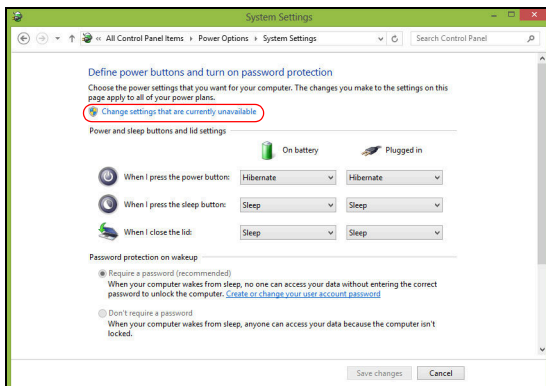 System Settings
« All Control Panel Items › Power Options › System Settings
Search Control Panel
Define power buttons and turn on password protection
Choose the power settings that you want for your computer. The changes you make to the settings on this
page apply to all of your power plans.
Change settings that are currently unavailable
Power and sleep buttons and lid settings
On battery Plugged in
When I press the power button: Hibernate Hibernate
When I press the sleep button: Sleep Sleep
When I close the lid: Sleep Sleep
Password protection on wakeup
Require a password (recommended)
When your computer wakes from sleep, no one can access your data without entering the correct
password to unlock the computer. Create or change your user account password
Don't require a password
When your computer wakes from sleep, anyone can access your data because the computer isn't
locked.
Save changes Cancel